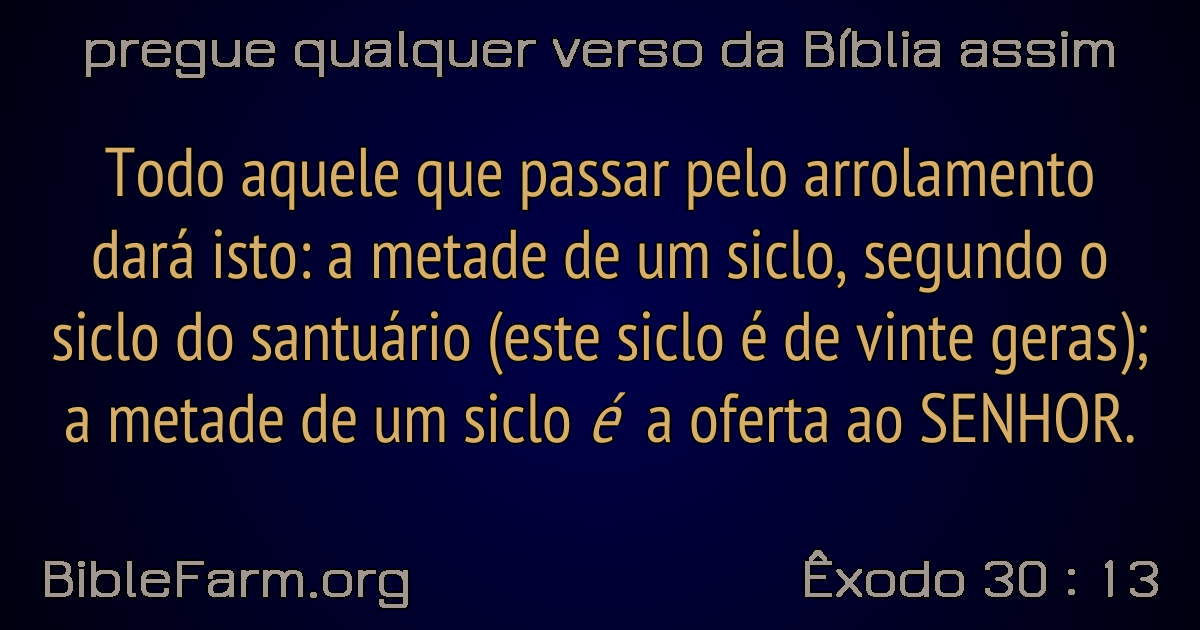 pregue qualquer verso da Bíblia assim
Todo aquele que passar pelo arrolamento
dará isto: a metade de um siclo, segundo o
siclo do santuário (este siclo é de vinte geras);
a metade de um siclo é a oferta ao SENHOR.
BibleFarm.org
Êxodo 30 : 13